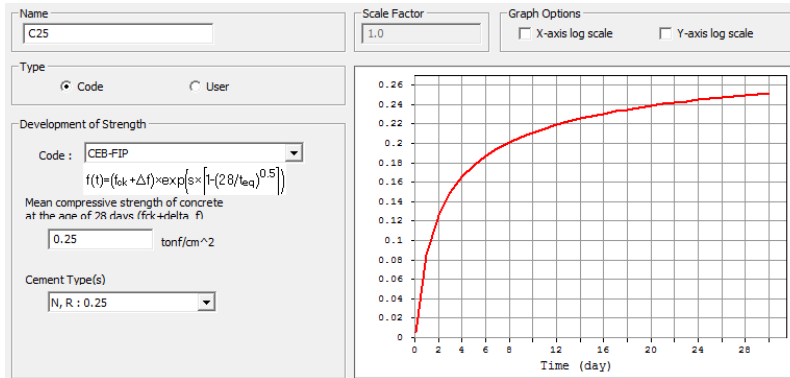 Name
C25
Scale Factor
1.0
Graph Options
X-axis log scale
Y-axis log scale
Type
Code
User
Development of Strength
Code :
CEB-FIP
f(t)=(fck+Δf)×exp(s×[1-(28/teq)^0.5])
Mean compressive strength of concrete
at the age of 28 days (fck+delta_f)
0.25
tonf/cm^2
Cement Type(s)
N, R : 0.25
0.26
0.24
0.22
0.2
0.18
0.16
0.14
0.12
0.1
0.08
0.06
0.04
0.02
0
0 2 4 6 8 12 16 20 24 28
Time (day)